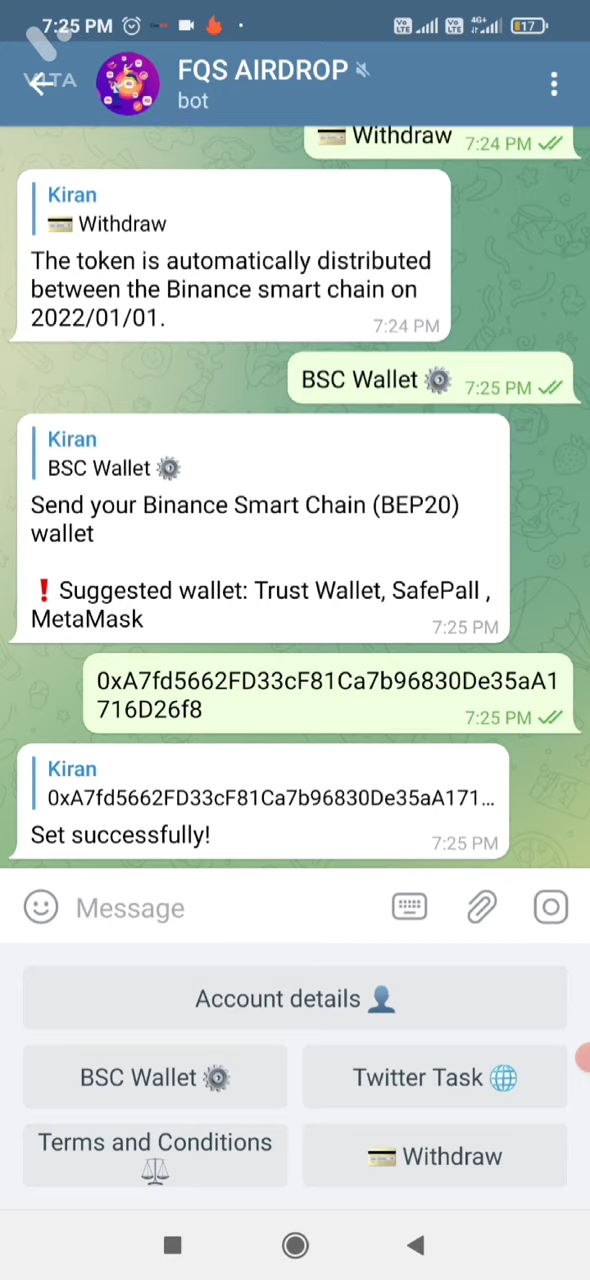 7:25 PM
4G+
17
FQS AIRDROP
bot
Withdraw
7:24 PM
Kiran
Withdraw
The token is automatically distributed
between the Binance smart chain on
2022/01/01.
7:24 PM
BSC Wallet
7:25 PM
Kiran
BSC Wallet
Send your Binance Smart Chain (BEP20)
wallet
❗ Suggested wallet: Trust Wallet, SafePall ,
MetaMask
7:25 PM
0xA7fd5662FD33cF81Ca7b96830De35aA1
716D26f8
7:25 PM
Kiran
0xA7fd5662FD33cF81Ca7b96830De35aA171...
Set successfully!
7:25 PM
Message
Account details
BSC Wallet
Twitter Task
Terms and Conditions
Withdraw